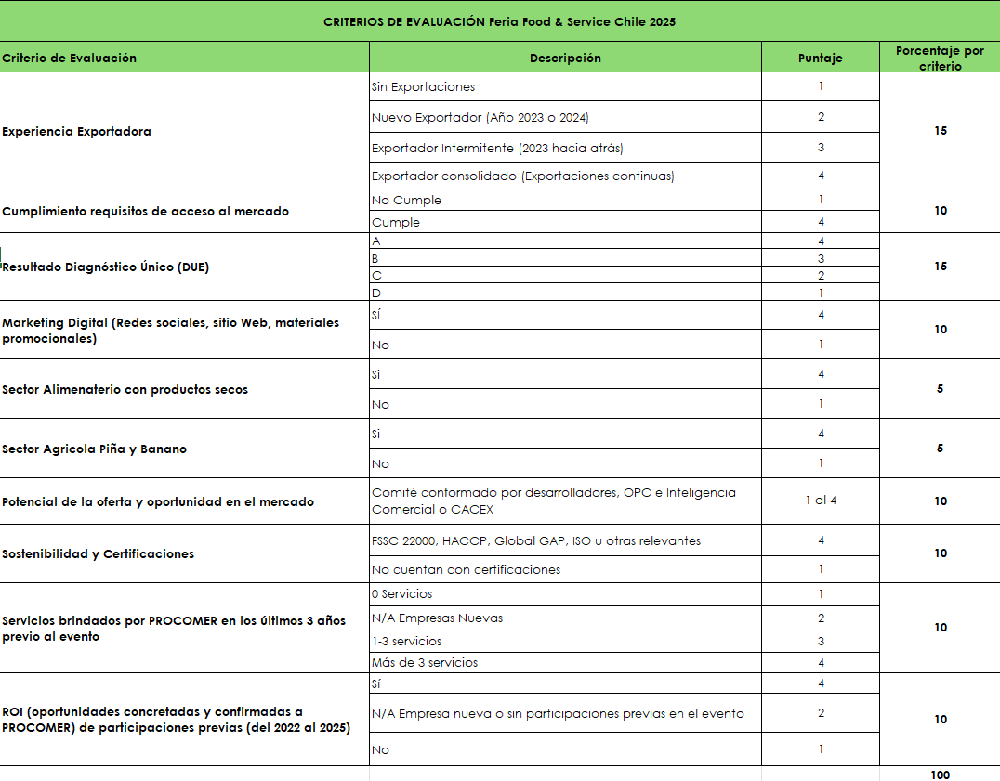 CRITERIOS DE EVALUACIÓN Feria Food & Service Chile 2025
Criterio de Evaluación
Descripción
Puntaje
Porcentaje por
criterio
Experiencia Exportadora
Sin Exportaciones
1
Nuevo Exportador (Año 2023 o 2024)
2
Exportador Intermitente (2023 hacia atrás)
3
Exportador consolidado (Exportaciones continuas)
4
15
Cumplimiento requisitos de acceso al mercado
No Cumple
1
Cumple
4
10
Resultado Diagnóstico Único (DUE)
A
4
B
3
C
2
D
1
15
Marketing Digital (Redes sociales, sitio Web, materiales
promocionales)
SÍ
4
No
1
10
Sector Alimenaterio con productos secos
Si
4
No
1
5
Sector Agricola Piña y Banano
Si
4
No
1
5
Potencial de la oferta y oportunidad en el mercado
Comité conformado por desarrolladores, OPC e Inteligencia
Comercial o CACEX
1 al 4
10
Sostenibilidad y Certificaciones
FSSC 22000, HACCP, Global GAP, ISO u otras relevantes
4
No cuentan con certificaciones
1
10
Servicios brindados por PROCOMER en los últimos 3 años
previo al evento
0 Servicios
1
N/A Empresas Nuevas
2
1-3 servicios
3
Más de 3 servicios
4
10
ROI (oportunidades concretadas y confirmadas a
PROCOMER) de participaciones previas (del 2022 al 2025)
Sí
4
N/A Empresa nueva o sin participaciones previas en el evento
2
No
1
10
100